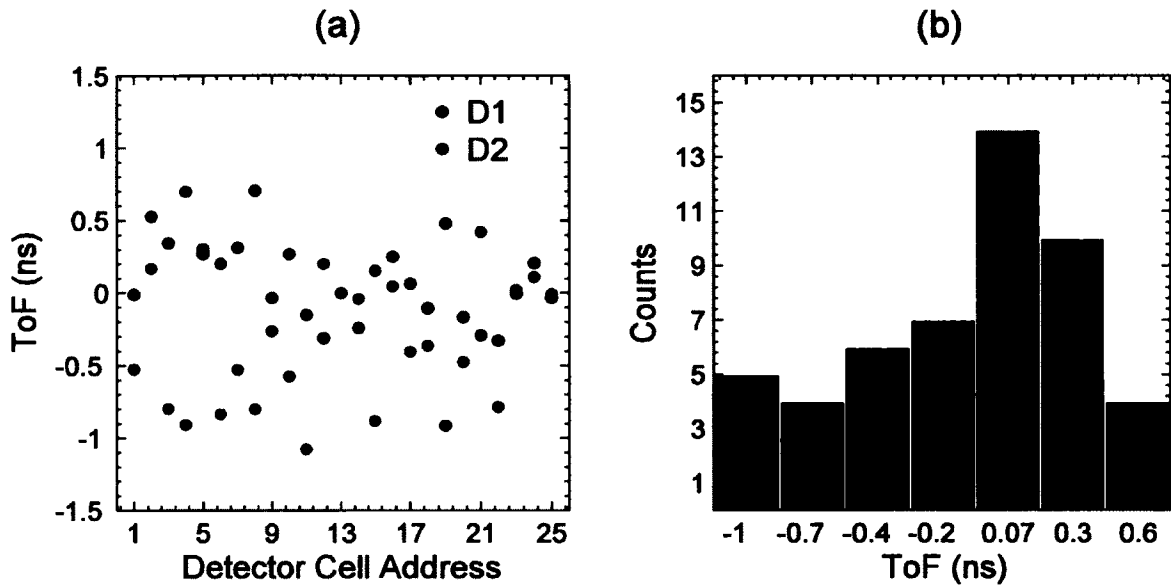 (a)
1.5
1
0.5
0
-0.5
-1
-1.5
ToF (ns)
D1
D2
1 5 9 13 17 21 25
Detector Cell Address
(b)
15
13
11
9
7
5
3
1
Counts
-1 -0.7 -0.4 -0.2 0.07 0.3 0.6
ToF (ns)